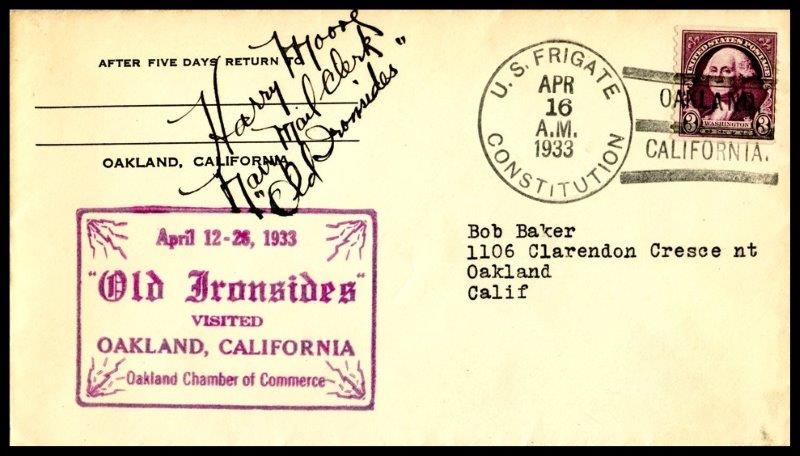 AFTER FIVE DAYS RETURN TO
Harry Moore
Navy Mail Clerk
"Old Ironsides"
OAKLAND, CALIFORNIA
U. S. FRIGATE
APR
16
A.M.
1933
CONSTITUTION
OAKLAND,
CALIFORNIA.
UNITED STATES POSTAGE
3 WASHINGTON 3
April 12-26, 1933
"Old Ironsides"
VISITED
OAKLAND, CALIFORNIA
Oakland Chamber of Commerce
Bob Baker
1106 Clarendon Cresce nt
Oakland
Calif